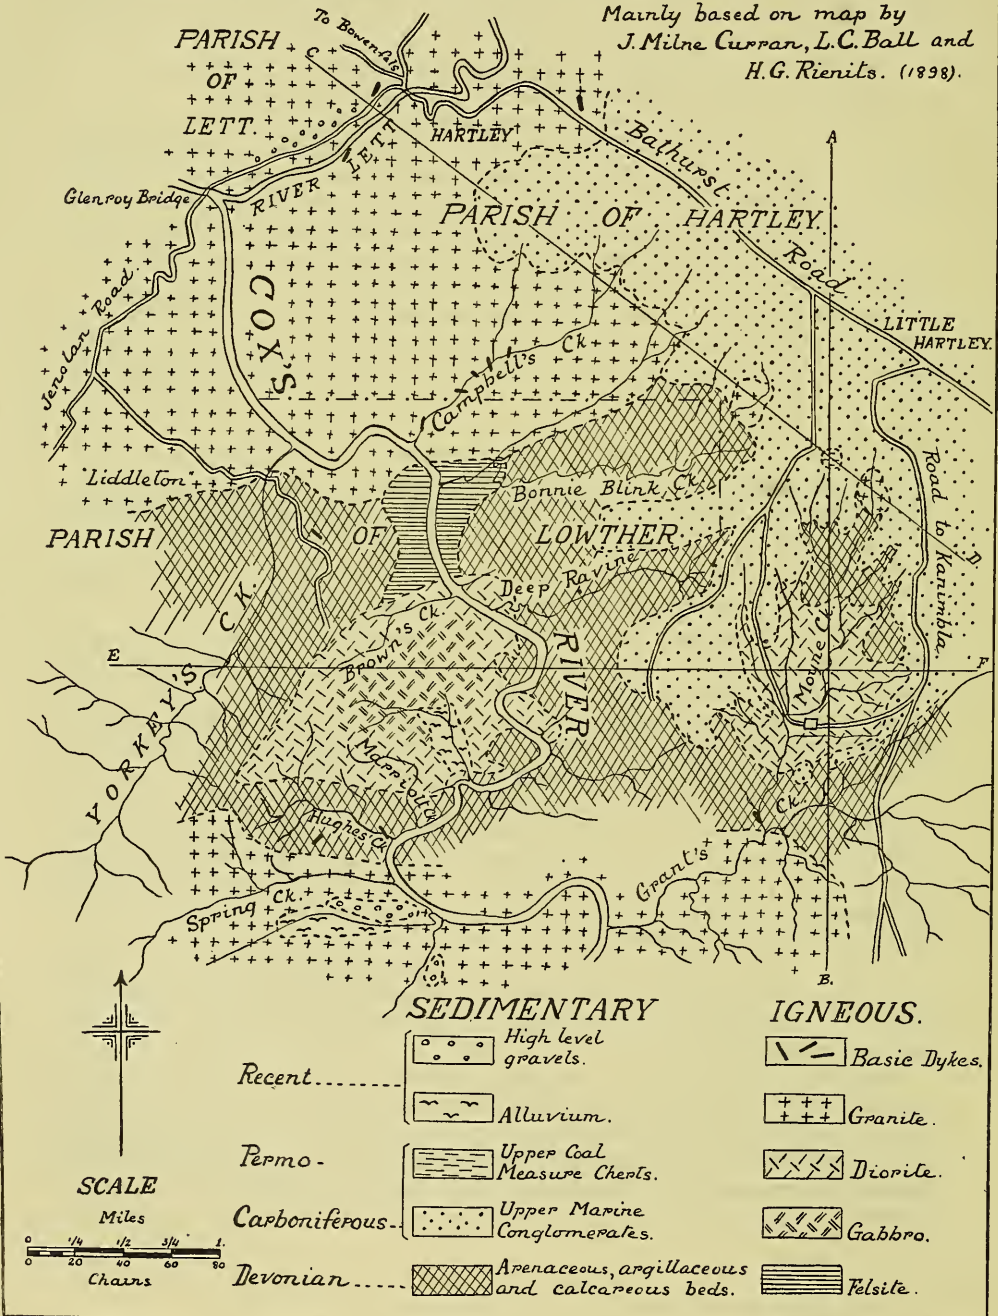 Mainly based on map by
J. Milne Curran, L.C. Ball and
H.G. Rienits. (1898).
To Bowenfels
C
PARISH
OF
LETT.
HARTLEY
RIVER LETT
Glenroy Bridge
Bathurst
Road
A
PARISH OF HARTLEY.
COX'S
RIVER
Jenolan Road.
LITTLE
HARTLEY.
Campbell's Ck
"Liddleton"
Bonnie Blink Ck.
Road to Kanimbla.
PARISH OF LOWTHER
D.
Deep Ravine
Brown's Ck.
YORKEY'S CK.
E
F
Moyne Ck.
Marriott's Ck.
Hughes Ck.
Ck.
Grant's
Spring Ck.
B.
SEDIMENTARY
IGNEOUS.
Recent
High level
gravels.
Alluvium.
Permo-
Carboniferous
Upper Coal
Measure Cherts.
Upper Marine
Conglomerates.
Devonian
Arenaceous, argillaceous
and calcareous beds.
Basic Dykes.
Granite.
Diorite.
Gabbro.
Felsite.
SCALE
Miles
0 1/4 1/2 3/4 1.
0 20 40 60 80
Chains